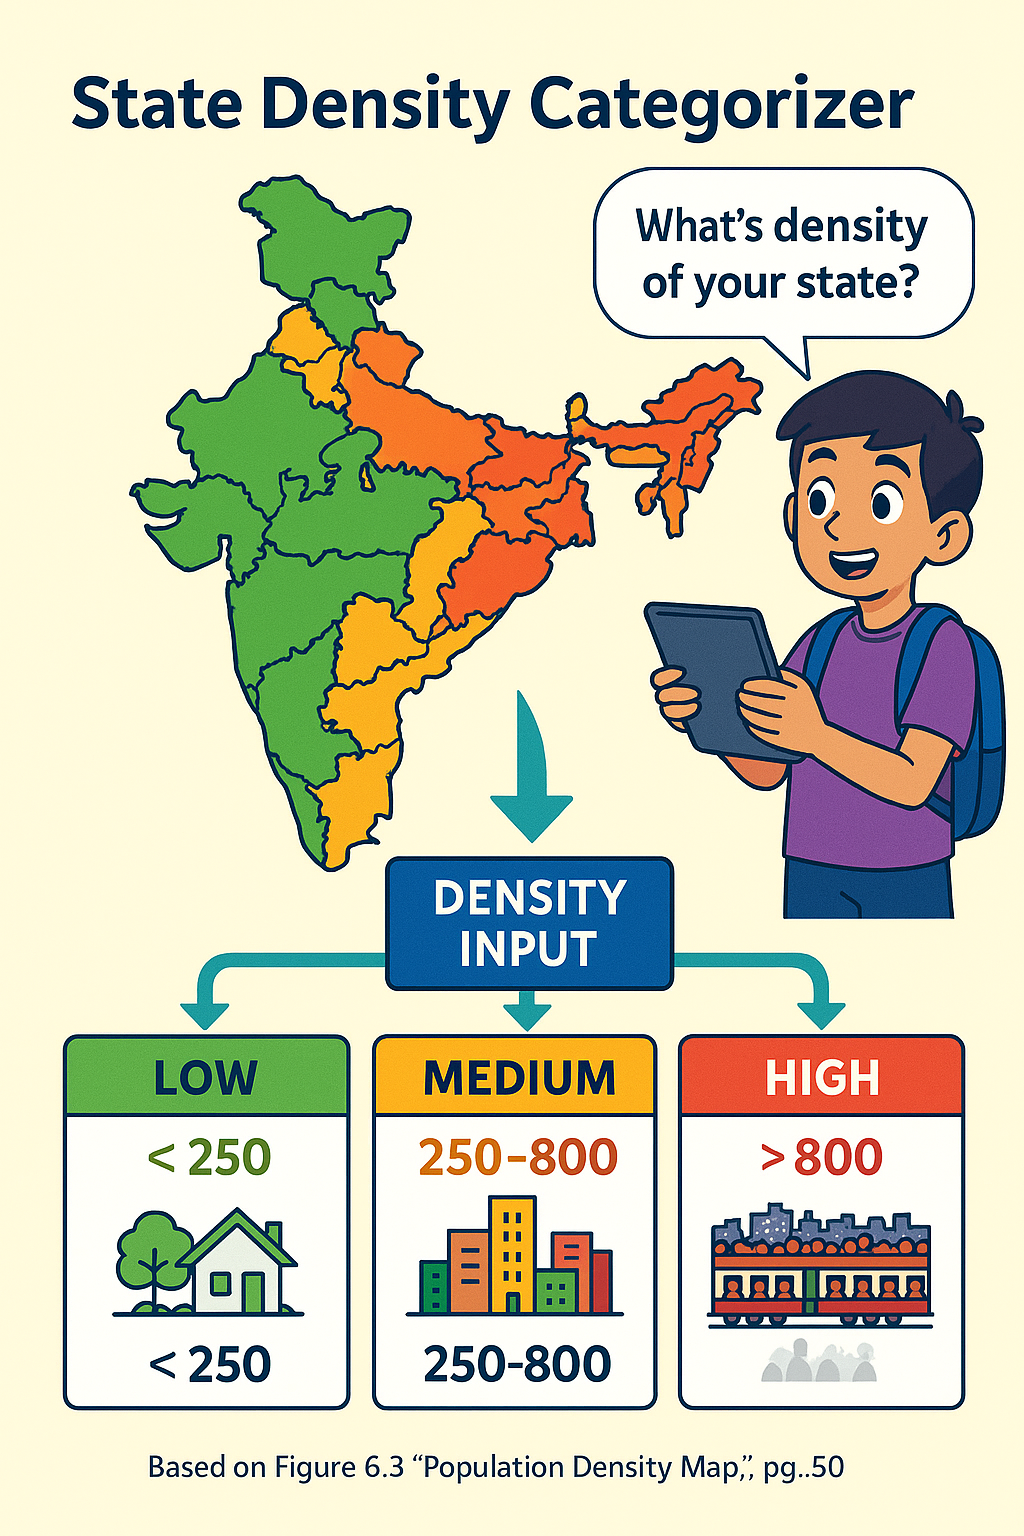 State Density Categorizer
What's density
of your state?
DENSITY
INPUT
LOW
< 250
< 250
MEDIUM
250-800
250-800
HIGH
> 800
Based on Figure 6.3 “Population Density Map,”, pg..50